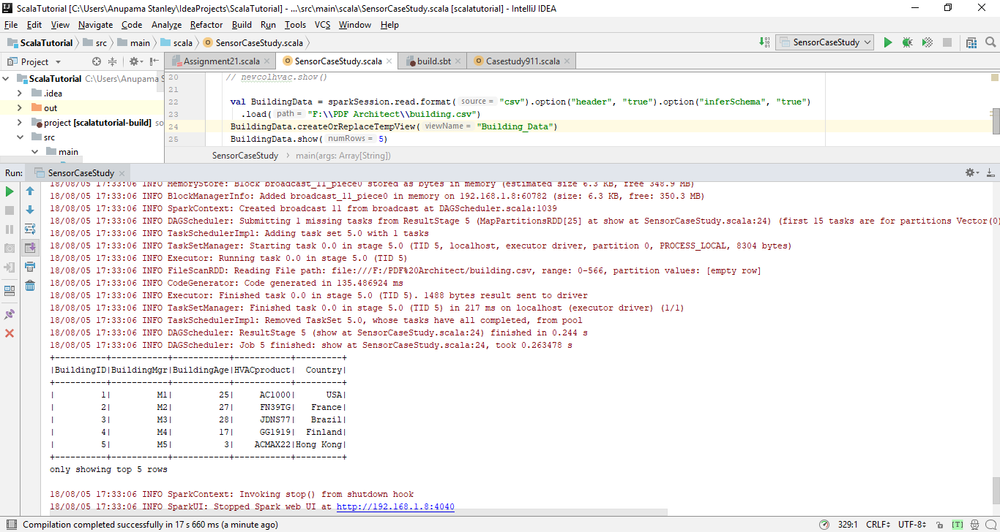 ScalaTutorial [C:\Users\Anupama Stanley\IdeaProjects\ScalaTutorial] - ...\src\main\scala\SensorCaseStudy.scala [scalatutorial] - IntelliJ IDEA
File Edit View Navigate Code Analyze Refactor Build Run Tools VCS Window Help
ScalaTutorial src main scala SensorCaseStudy.scala SensorCaseStudy
Project Assignment21.scala SensorCaseStudy.scala build.sbt Casestudy911.scala
ScalaTutorial C:\Users\Anupama S
.idea
out
project [scalatutorial-build] so
src
main
20 // newcolhvac.show()
21
22 val BuildingData = sparkSession.read.format( source = "csv").option("header", "true").option("inferSchema", "true")
23 .load( path = "F:\\PDF Architect\\building.csv")
24 BuildingData.createOrReplaceTempView( viewName = "Building_Data")
25 BuildingData.show( numRows = 5)
SensorCaseStudy main(args: Array[String])
Run: SensorCaseStudy
18/08/05 17:33:06 INFO MemoryStore: Block broadcast_11_piece0 stored as bytes in memory (estimated size 6.3 KB, free 348.9 MB)
18/08/05 17:33:06 INFO BlockManagerInfo: Added broadcast_11_piece0 in memory on 192.168.1.8:60782 (size: 6.3 KB, free: 350.3 MB)
18/08/05 17:33:06 INFO SparkContext: Created broadcast 11 from broadcast at DAGScheduler.scala:1039
18/08/05 17:33:06 INFO DAGScheduler: Submitting 1 missing tasks from ResultStage 5 (MapPartitionsRDD[25] at show at SensorCaseStudy.scala:24) (first 15 tasks are for partitions Vector(0)
18/08/05 17:33:06 INFO TaskSchedulerImpl: Adding task set 5.0 with 1 tasks
18/08/05 17:33:06 INFO TaskSetManager: Starting task 0.0 in stage 5.0 (TID 5, localhost, executor driver, partition 0, PROCESS_LOCAL, 8304 bytes)
18/08/05 17:33:06 INFO Executor: Running task 0.0 in stage 5.0 (TID 5)
18/08/05 17:33:06 INFO FileScanRDD: Reading File path: file:///F:/PDF%20Architect/building.csv, range: 0-566, partition values: [empty row]
18/08/05 17:33:06 INFO CodeGenerator: Code generated in 135.486924 ms
18/08/05 17:33:06 INFO Executor: Finished task 0.0 in stage 5.0 (TID 5). 1488 bytes result sent to driver
18/08/05 17:33:06 INFO TaskSetManager: Finished task 0.0 in stage 5.0 (TID 5) in 217 ms on localhost (executor driver) (1/1)
18/08/05 17:33:06 INFO TaskSchedulerImpl: Removed TaskSet 5.0, whose tasks have all completed, from pool
18/08/05 17:33:06 INFO DAGScheduler: ResultStage 5 (show at SensorCaseStudy.scala:24) finished in 0.244 s
18/08/05 17:33:06 INFO DAGScheduler: Job 5 finished: show at SensorCaseStudy.scala:24, took 0.263478 s
+----------+-----------+-----------+-----------+---------+
|BuildingID|BuildingMgr|BuildingAge|HVACproduct|  Country|
+----------+-----------+-----------+-----------+---------+
|         1|         M1|         25|     AC1000|      USA|
|         2|         M2|         27|     FN39TG|   France|
|         3|         M3|         28|     JDNS77|   Brazil|
|         4|         M4|         17|     GG1919|  Finland|
|         5|         M5|          3|    ACMAX22|Hong Kong|
+----------+-----------+-----------+-----------+---------+
only showing top 5 rows
18/08/05 17:33:06 INFO SparkContext: Invoking stop() from shutdown hook
18/08/05 17:33:06 INFO SparkUI: Stopped Spark web UI at http://192.168.1.8:4040
Compilation completed successfully in 17 s 660 ms (a minute ago) 329:1 CRLF UTF-8 [T]